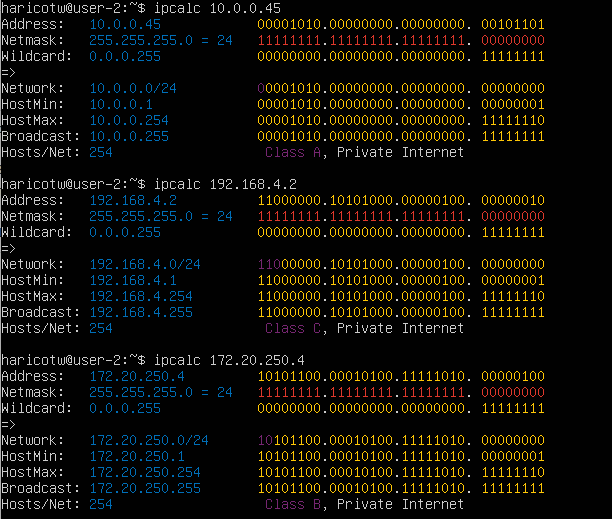 haricotw@user-2:~$ ipcalc 10.0.0.45
Address:   10.0.0.45            00001010.00000000.00000000. 00101101
Netmask:   255.255.255.0 = 24   11111111.11111111.11111111. 00000000
Wildcard:  0.0.0.255            00000000.00000000.00000000. 11111111
=>
Network:   10.0.0.0/24          00001010.00000000.00000000. 00000000
HostMin:   10.0.0.1             00001010.00000000.00000000. 00000001
HostMax:   10.0.0.254           00001010.00000000.00000000. 11111110
Broadcast: 10.0.0.255           00001010.00000000.00000000. 11111111
Hosts/Net: 254                   Class A, Private Internet
haricotw@user-2:~$ ipcalc 192.168.4.2
Address:   192.168.4.2          11000000.10101000.00000100. 00000010
Netmask:   255.255.255.0 = 24   11111111.11111111.11111111. 00000000
Wildcard:  0.0.0.255            00000000.00000000.00000000. 11111111
=>
Network:   192.168.4.0/24       11000000.10101000.00000100. 00000000
HostMin:   192.168.4.1          11000000.10101000.00000100. 00000001
HostMax:   192.168.4.254        11000000.10101000.00000100. 11111110
Broadcast: 192.168.4.255        11000000.10101000.00000100. 11111111
Hosts/Net: 254                   Class C, Private Internet
haricotw@user-2:~$ ipcalc 172.20.250.4
Address:   172.20.250.4         10101100.00010100.11111010. 00000100
Netmask:   255.255.255.0 = 24   11111111.11111111.11111111. 00000000
Wildcard:  0.0.0.255            00000000.00000000.00000000. 11111111
=>
Network:   172.20.250.0/24      10101100.00010100.11111010. 00000000
HostMin:   172.20.250.1         10101100.00010100.11111010. 00000001
HostMax:   172.20.250.254       10101100.00010100.11111010. 11111110
Broadcast: 172.20.250.255       10101100.00010100.11111010. 11111111
Hosts/Net: 254                   Class B, Private Internet